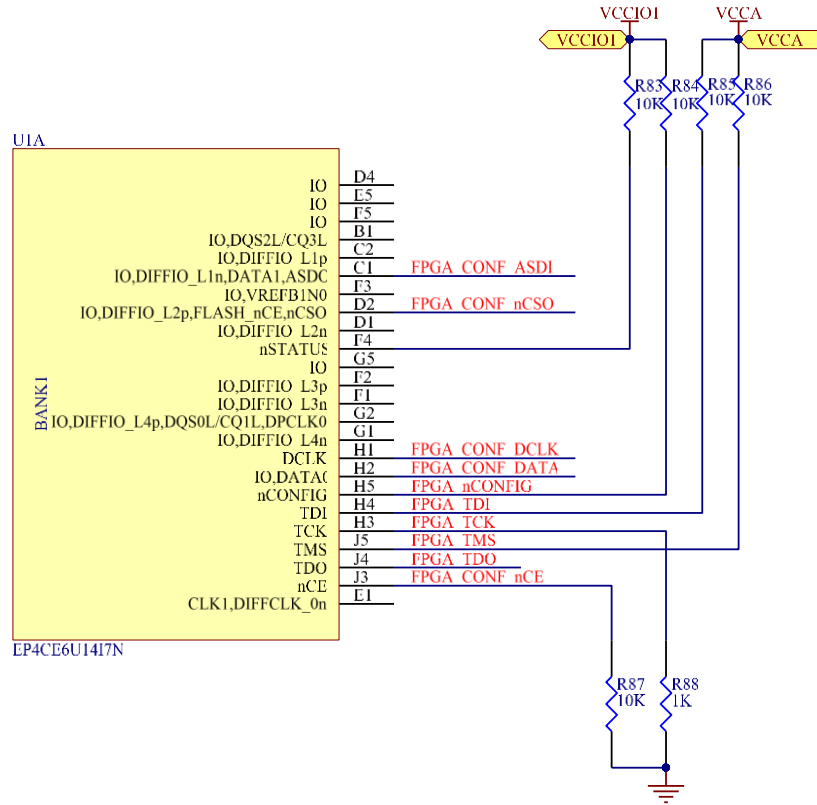 VCCIO1 VCCA
VCCIO1 VCCA
R83 R84 R85 R86
10K 10K 10K 10K
U1A
IO D4
IO E5
IO F5
IO,DQS2L/CQ3L B1
IO,DIFFIO_L1p C2
IO,DIFFIO_L1n,DATA1,ASDO C1 FPGA_CONF_ASDI
IO,VREFB1N0 F3
IO,DIFFIO_L2p,FLASH_nCE,nCSO D2 FPGA_CONF_nCSO
IO,DIFFIO_L2n D1
nSTATUS F4
IO G5
IO,DIFFIO_L3p F2
IO,DIFFIO_L3n F1
IO,DIFFIO_L4p,DQS0L/CQ1L,DPCLK0 G2
IO,DIFFIO_L4n G1
DCLK H1 FPGA_CONF_DCLK
IO,DATA0 H2 FPGA_CONF_DATA
nCONFIG H5 FPGA_nCONFIG
TDI H4 FPGA_TDI
TCK H3 FPGA_TCK
TMS J5 FPGA_TMS
TDO J4 FPGA_TDO
nCE J3 FPGA_CONF_nCE
CLK1,DIFFCLK_0n E1
BANK1
EP4CE6U14I7N
R87 R88
10K 1K